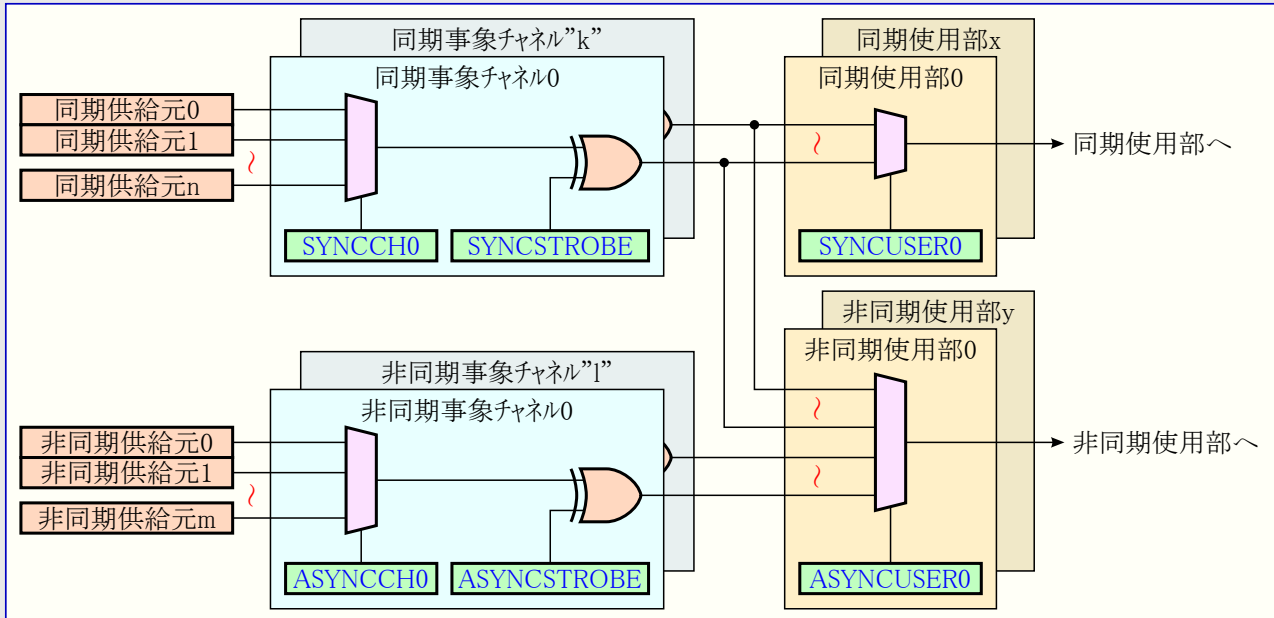 同期事象チャネル"k"
同期使用部x
同期事象チャネル0
同期使用部0
同期供給元0
同期供給元1
~
同期供給元n
~
同期使用部へ
SYNCCH0
SYNCSTROBE
SYNCUSER0
非同期使用部y
非同期使用部0
非同期事象チャネル"l"
非同期事象チャネル0
~
非同期供給元0
非同期供給元1
~
非同期供給元m
~
非同期使用部へ
ASYNCCH0
ASYNCSTROBE
ASYNCUSER0